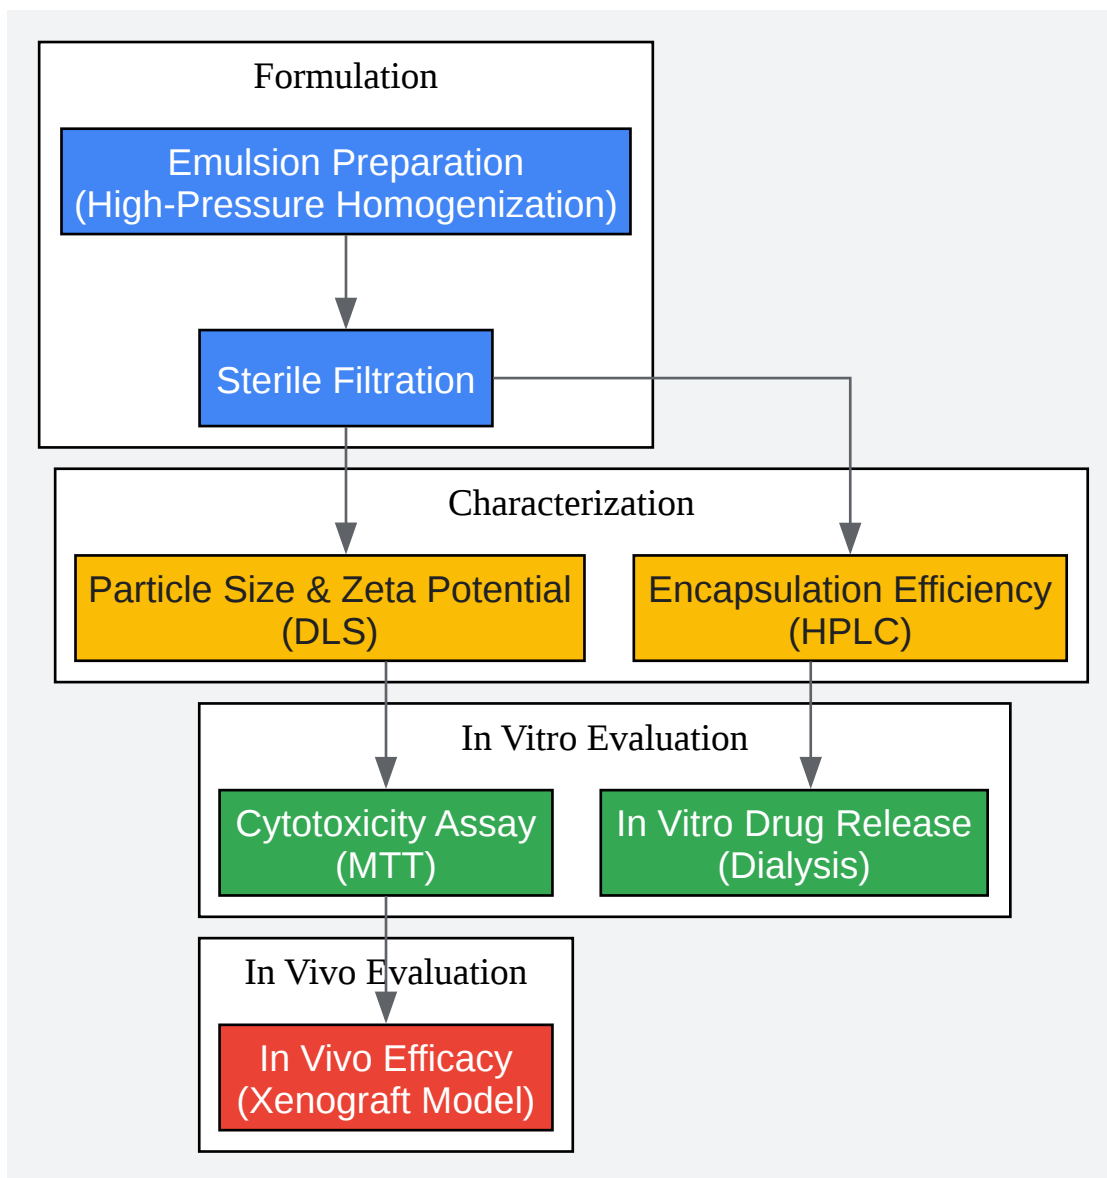 Formulation
Emulsion Preparation
(High-Pressure Homogenization)
Sterile Filtration
Characterization
Particle Size & Zeta Potential
(DLS)
Encapsulation Efficiency
(HPLC)
In Vitro Evaluation
Cytotoxicity Assay
(MTT)
In Vitro Drug Release
(Dialysis)
In Vivo Evaluation
In Vivo Efficacy
(Xenograft Model)